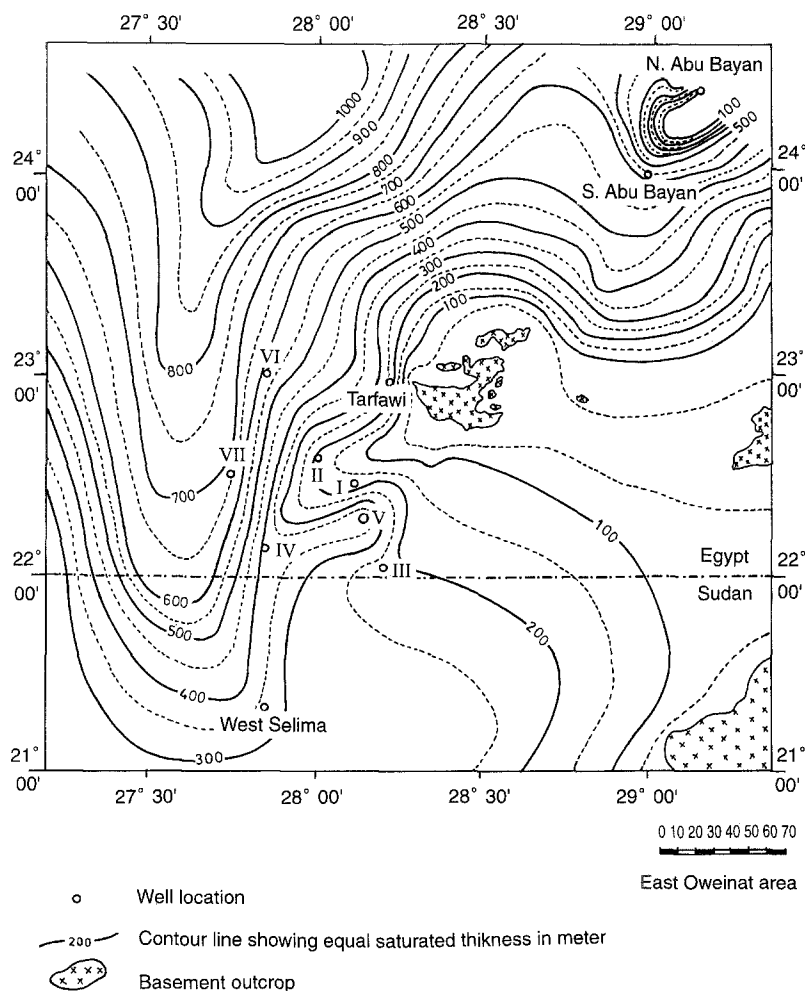 27° 30'
28° 00'
28° 30'
29° 00'
N. Abu Bayan
1000
900
100
500
24°
00'
24°
00'
800
700
600
500
S. Abu Bayan
400
300
200
100
23°
00'
23°
00'
800
VI
Tarfawi
VII
700
II
I
V
100
IV
III
Egypt
22°
00'
22°
00'
Sudan
600
500
200
400
West Selima
300
21°
00'
21°
00'
27° 30'
28° 00'
28° 30'
29° 00'
0 10 20 30 40 50 60 70
East Oweinat area
Well location
200
Contour line showing equal saturated thikness in meter
Basement outcrop